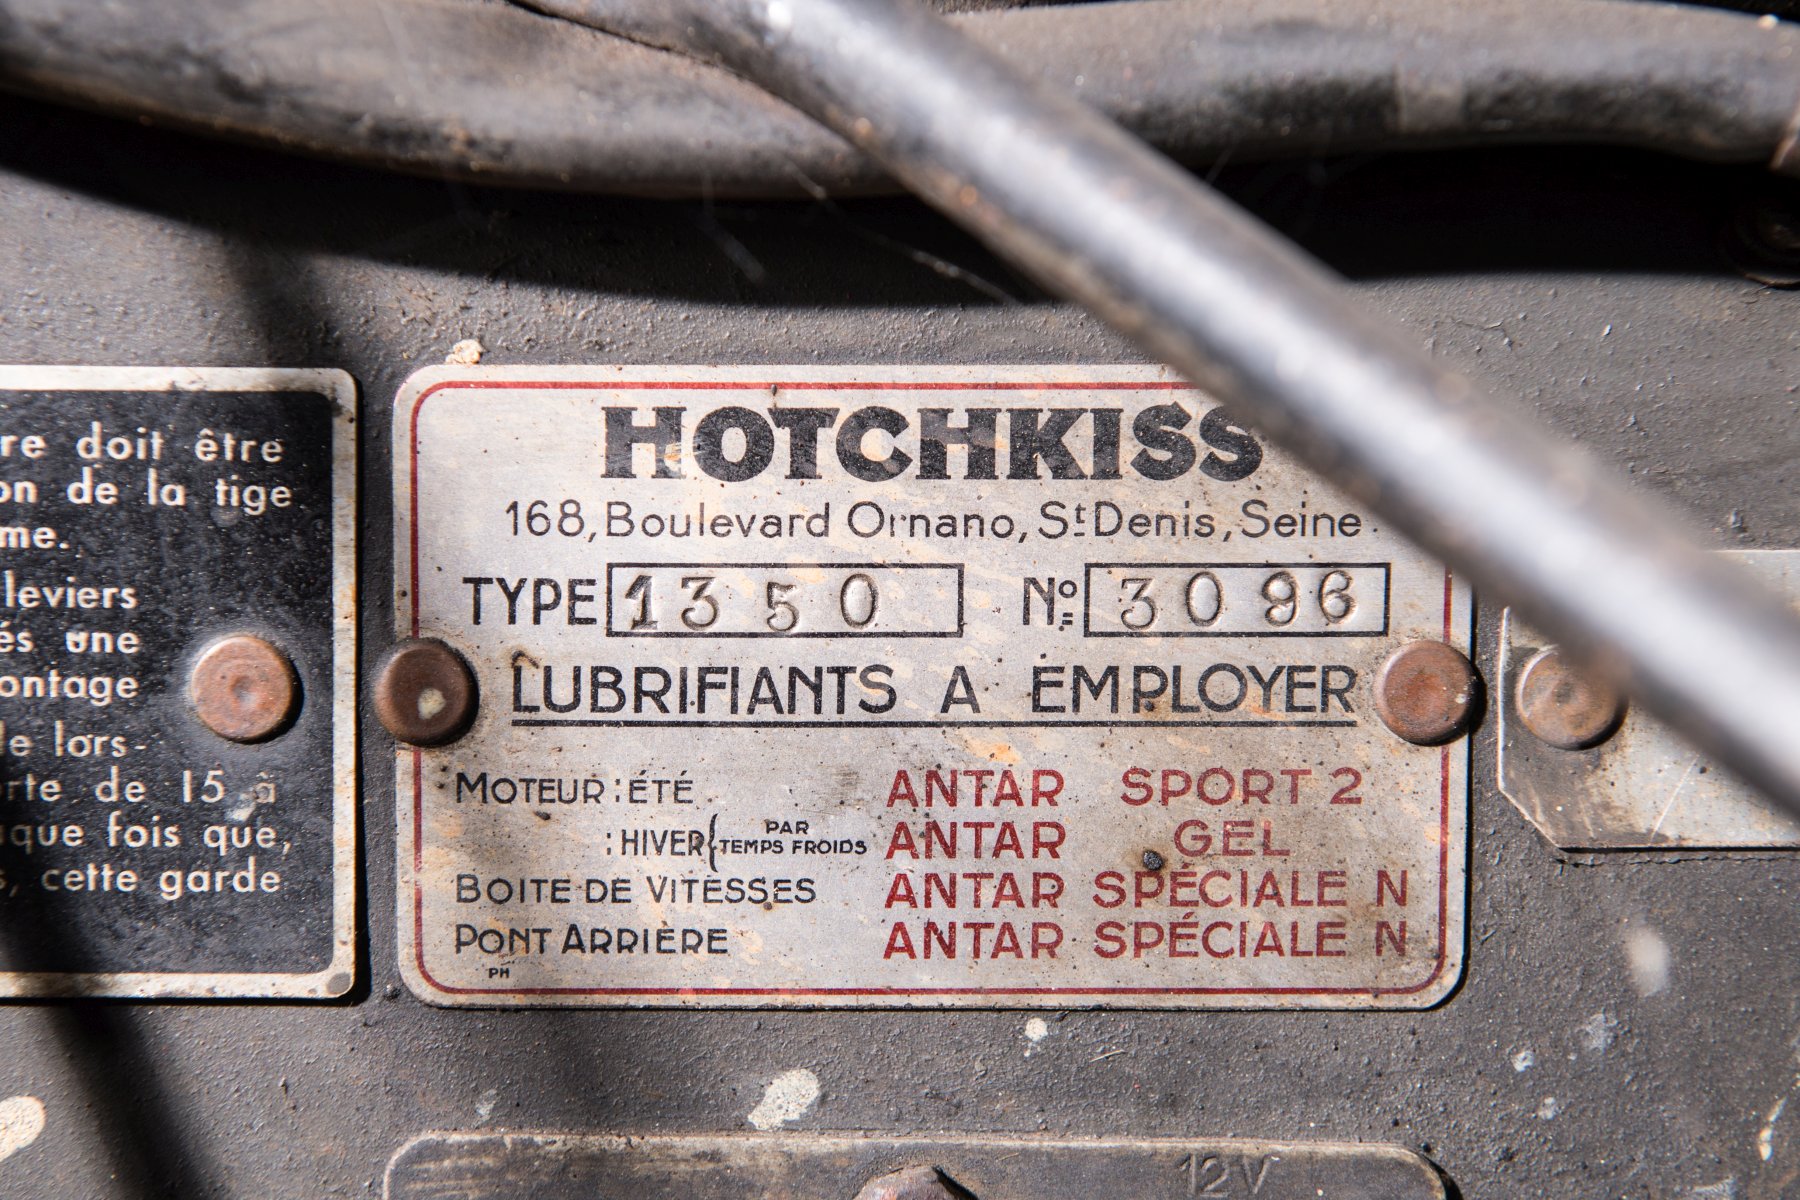 re doit être
on de la tige
me.
leviers
és une
ontage
le lors-
rte de 15 à
aque fois que,
s, cette garde
HOTCHKISS
168, Boulevard Ornano, St Denis, Seine.
TYPE 1350 No 3096
LUBRIFIANTS A EMPLOYER
MOTEUR : ÉTÉ ANTAR SPORT 2
: HIVER { PAR TEMPS FROIDS ANTAR GEL
BOITE DE VITESSES ANTAR SPÉCIALE N
PONT ARRIÈRE ANTAR SPÉCIALE N
PH
12V